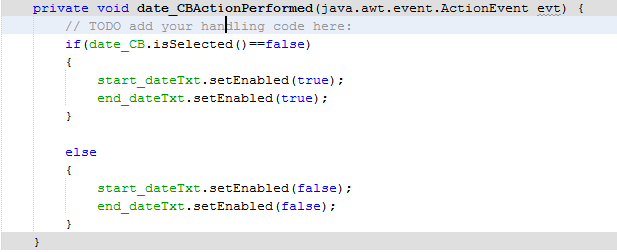 private void date_CBActionPerformed(java.awt.event.ActionEvent evt) {
// TODO add your handling code here:
if(date_CB.isSelected()==false)
{
start_dateTxt.setEnabled(true);
end_dateTxt.setEnabled(true);
}
else
{
start_dateTxt.setEnabled(false);
end_dateTxt.setEnabled(false);
}
}